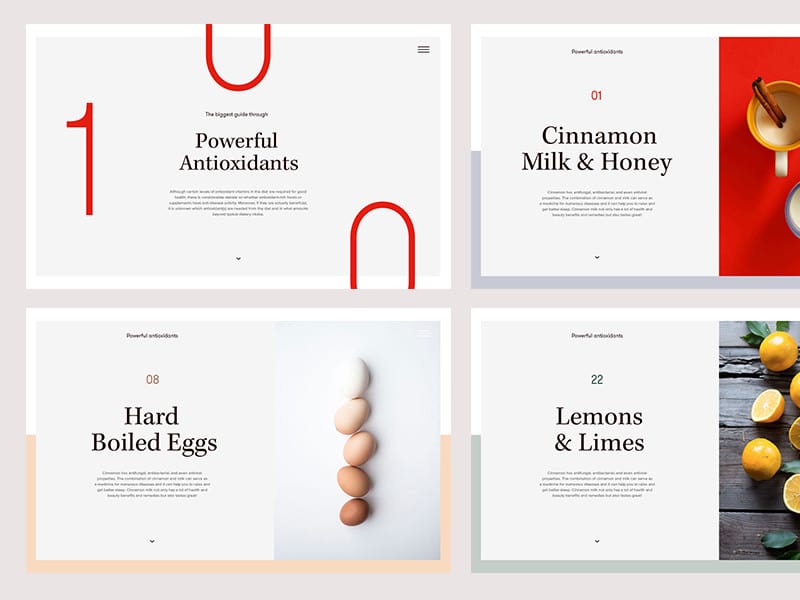 100
The biggest guide through
Powerful
Antioxidants
Although certain levels of antioxidant vitamins in the diet are required for good
health, there is considerable debate on whether antioxidant-rich foods or
supplements have anti-disease activity. Moreover, if they are actually beneficial,
it is unknown which antioxidant(s) are needed from the diet and in what amounts
beyond typical dietary intake.
Powerful antioxidants
01
Cinnamon
Milk & Honey
Cinnamon has antifungal, antibacterial, and even antiviral
properties. The combination of cinnamon and milk can serve as
a medicine for numerous diseases and it can help you to relax and
get better sleep. Cinnamon milk not only has a lot of health and
beauty benefits and remedies but also tastes great!
Powerful antioxidants
08
Hard
Boiled Eggs
Cinnamon has antifungal, antibacterial, and even antiviral
properties. The combination of cinnamon and milk can serve as
a medicine for numerous diseases and it can help you to relax and
get better sleep. Cinnamon milk not only has a lot of health and
beauty benefits and remedies but also tastes great!
Powerful antioxidants
22
Lemons
& Limes
Cinnamon has antifungal, antibacterial, and even antiviral
properties. The combination of cinnamon and milk can serve as
a medicine for numerous diseases and it can help you to relax and
get better sleep. Cinnamon milk not only has a lot of health and
beauty benefits and remedies but also tastes great!